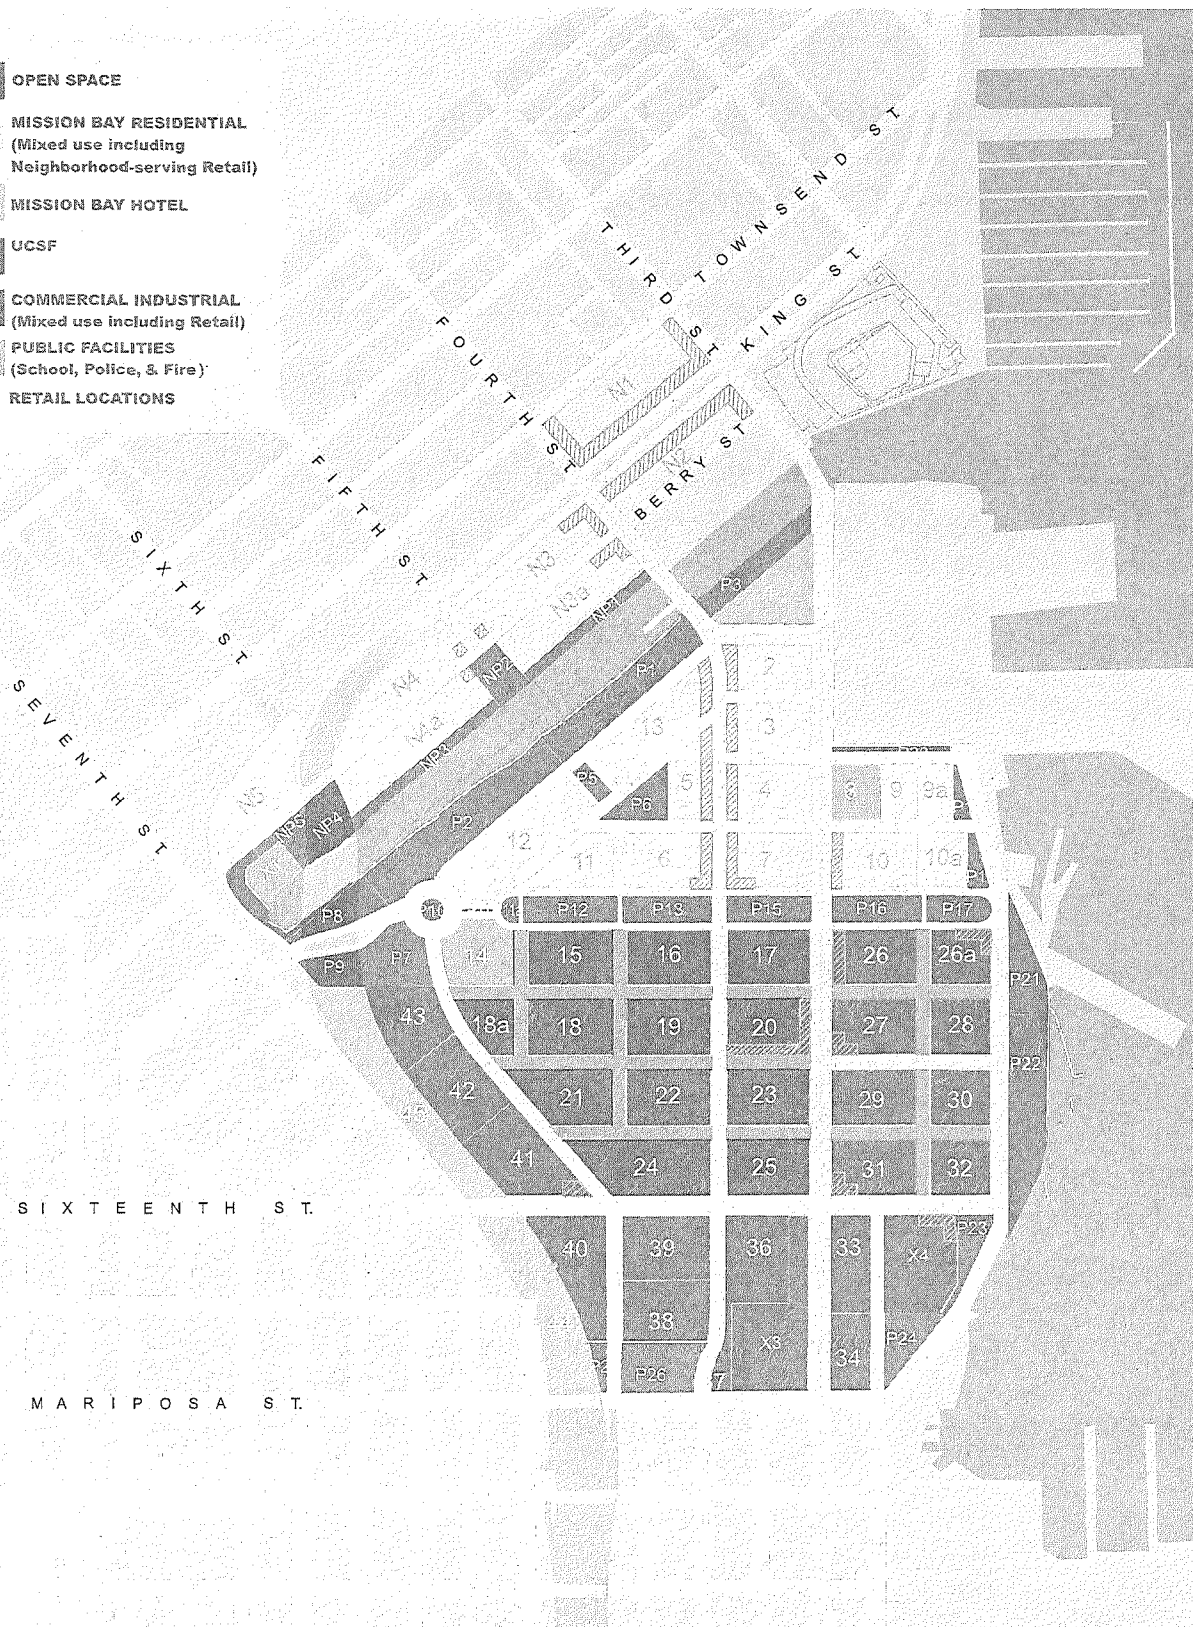 OPEN SPACE
MISSION BAY RESIDENTIAL
(Mixed use including
Neighborhood-serving Retail)
MISSION BAY HOTEL
UCSF
COMMERCIAL INDUSTRIAL
(Mixed use including Retail)
PUBLIC FACILITIES
(School, Police, & Fire)
RETAIL LOCATIONS
TOWNSEND ST
THIRD ST
KING ST
FOURTH ST
BERRY ST
FIFTH ST
SIXTH ST.
SEVENTH ST.
N1
N2
N3
N3a
NP1
P3
N4
NP2
P1
2
N4a
NP3
13
3
N5
P5
P6
5
4
8
9
9a
P
NP5
NP4
P2
12
11
6
7
10
10a
P
P8
P10
P12
P13
P15
P16
P17
P9
P7
14
15
16
17
26
26a
P21
43
18a
18
19
20
27
28
P22
42
21
22
23
29
30
41
24
25
31
32
SIXTEENTH ST.
40
39
36
33
X4
P23
38
X3
34
P24
P26
7
MARIPOSA ST.